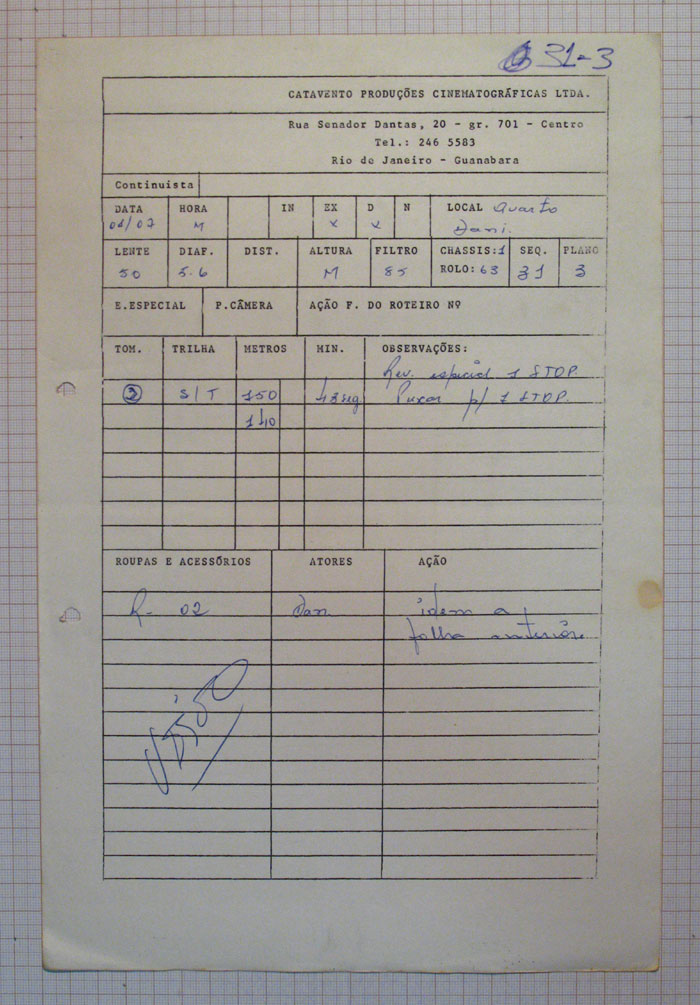 31-3
CATAVENTO PRODUÇÕES CINEMATOGRÁFICAS LTDA.
Rua Senador Dantas, 20 - gr. 701 - Centro
Tel.: 246 5583
Rio de Janeiro - Guanabara
Continuista
DATA HORA IN EX D N LOCAL Quarto
M X X Dani.
LENTE DIAF. DIST. ALTURA FILTRO CHASSIS:1 SEQ. PLANO
50 5.6 M 85 ROLO: 63 31 3
E.ESPECIAL P.CÂMERA AÇÃO F. DO ROTEIRO Nº
TOM. TRILHA METROS MIN. OBSERVAÇÕES:
Rev. especial 1 STOP.
2 S/T 150 43seg Puxar p/ 1 STOP.
140
ROUPAS E ACESSÓRIOS ATORES AÇÃO
R- 02 Dani idem a
folha anterior